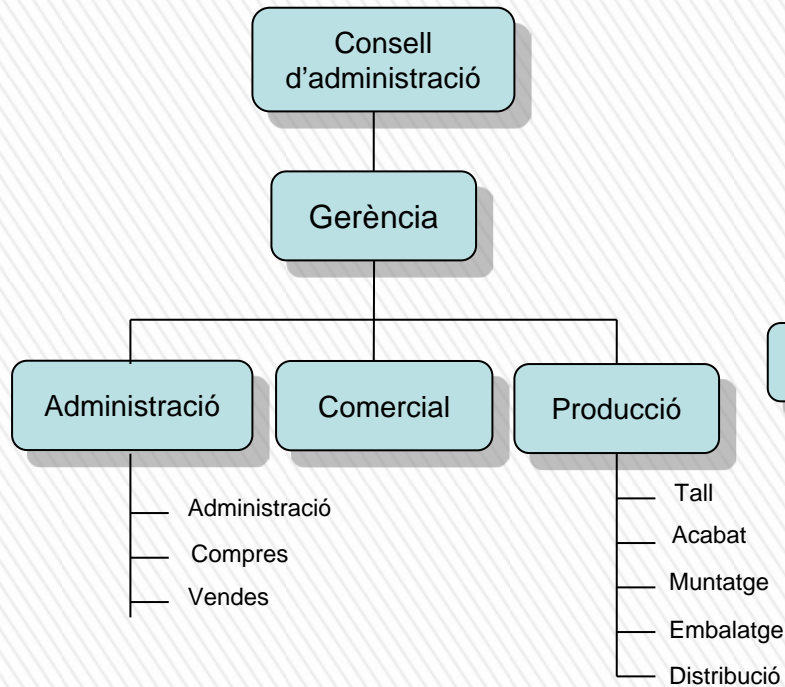 Consell
d’administració
Gerència
Administració
Comercial
Producció
Administració
Compres
Vendes
Tall
Acabat
Muntatge
Embalatge
Distribució